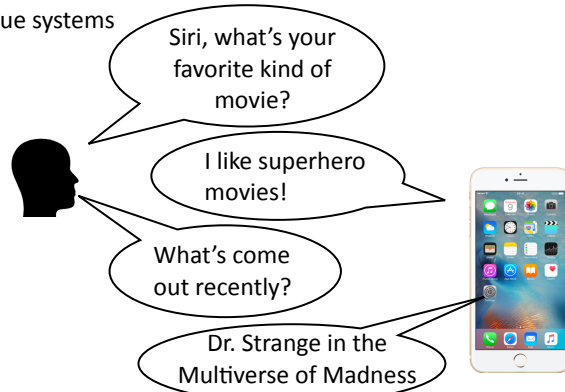 ue systems
Siri, what's your
favorite kind of
movie?
I like superhero
movies!
What's come
out recently?
Dr. Strange in the
Multiverse of Madness